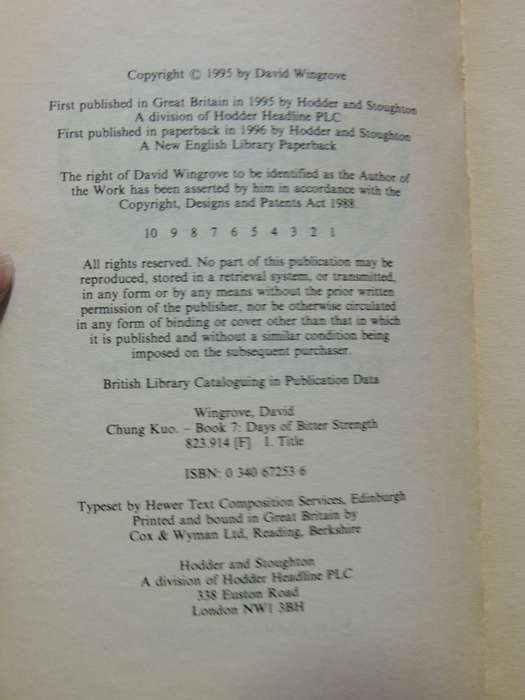 Copyright © 1995 by David Wingrove
First published in Great Britain in 1995 by Hodder and Stoughton
A division of Hodder Headline PLC
First published in paperback in 1996 by Hodder and Stoughton
A New English Library Paperback
The right of David Wingrove to be identified as the Author of
the Work has been asserted by him in accordance with the
Copyright, Designs and Patents Act 1988.
10 9 8 7 6 5 4 3 2 1
All rights reserved. No part of this publication may be
reproduced, stored in a retrieval system, or transmitted,
in any form or by any means without the prior written
permission of the publisher, nor be otherwise circulated
in any form of binding or cover other than that in which
it is published and without a similar condition being
imposed on the subsequent purchaser.
British Library Cataloguing in Publication Data
Wingrove, David
Chung Kuo. – Book 7: Days of Bitter Strength
823.914 [F] I. Title
ISBN: 0 340 67253 6
Typeset by Hewer Text Composition Services, Edinburgh
Printed and bound in Great Britain by
Cox & Wyman Ltd, Reading, Berkshire
Hodder and Stoughton
A division of Hodder Headline PLC
338 Euston Road
London NW1 3BH